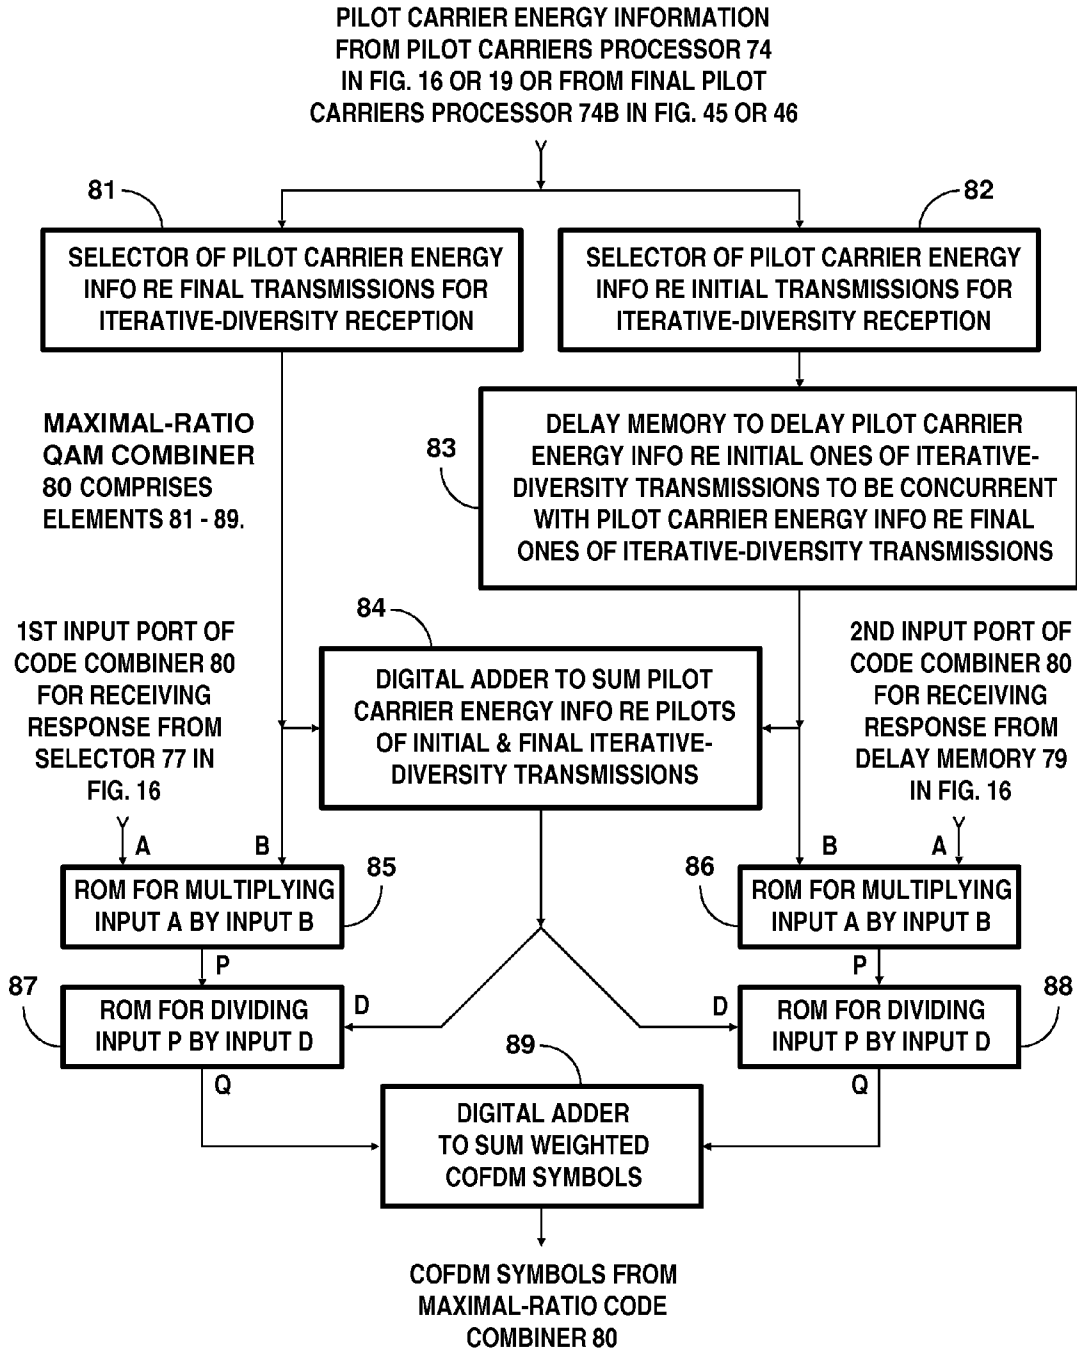 PILOT CARRIER ENERGY INFORMATION
FROM PILOT CARRIERS PROCESSOR 74
IN FIG. 16 OR 19 OR FROM FINAL PILOT
CARRIERS PROCESSOR 74B IN FIG. 45 OR 46
81
82
SELECTOR OF PILOT CARRIER ENERGY
INFO RE FINAL TRANSMISSIONS FOR
ITERATIVE-DIVERSITY RECEPTION
SELECTOR OF PILOT CARRIER ENERGY
INFO RE INITIAL TRANSMISSIONS FOR
ITERATIVE-DIVERSITY RECEPTION
MAXIMAL-RATIO
QAM COMBINER
80 COMPRISES
ELEMENTS 81 - 89.
83
DELAY MEMORY TO DELAY PILOT CARRIER
ENERGY INFO RE INITIAL ONES OF ITERATIVE-
DIVERSITY TRANSMISSIONS TO BE CONCURRENT
WITH PILOT CARRIER ENERGY INFO RE FINAL
ONES OF ITERATIVE-DIVERSITY TRANSMISSIONS
84
1ST INPUT PORT OF
CODE COMBINER 80
FOR RECEIVING
RESPONSE FROM
SELECTOR 77 IN
FIG. 16
DIGITAL ADDER TO SUM PILOT
CARRIER ENERGY INFO RE PILOTS
OF INITIAL & FINAL ITERATIVE-
DIVERSITY TRANSMISSIONS
2ND INPUT PORT OF
CODE COMBINER 80
FOR RECEIVING
RESPONSE FROM
DELAY MEMORY 79
IN FIG. 16
A
B
B
A
85
86
ROM FOR MULTIPLYING
INPUT A BY INPUT B
ROM FOR MULTIPLYING
INPUT A BY INPUT B
P
P
87
88
ROM FOR DIVIDING
INPUT P BY INPUT D
D
D
ROM FOR DIVIDING
INPUT P BY INPUT D
89
Q
Q
DIGITAL ADDER
TO SUM WEIGHTED
COFDM SYMBOLS
COFDM SYMBOLS FROM
MAXIMAL-RATIO CODE
COMBINER 80